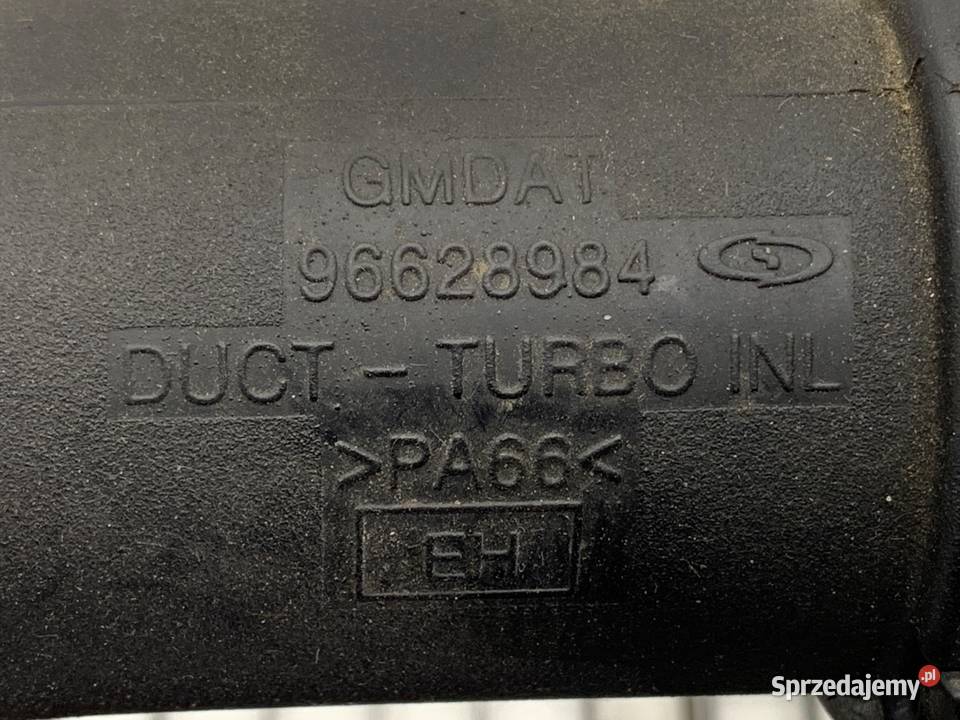 GMDAT
96628984
DUCT - TURBO INL
>PA66<
EH
Sprzedajemy.pl